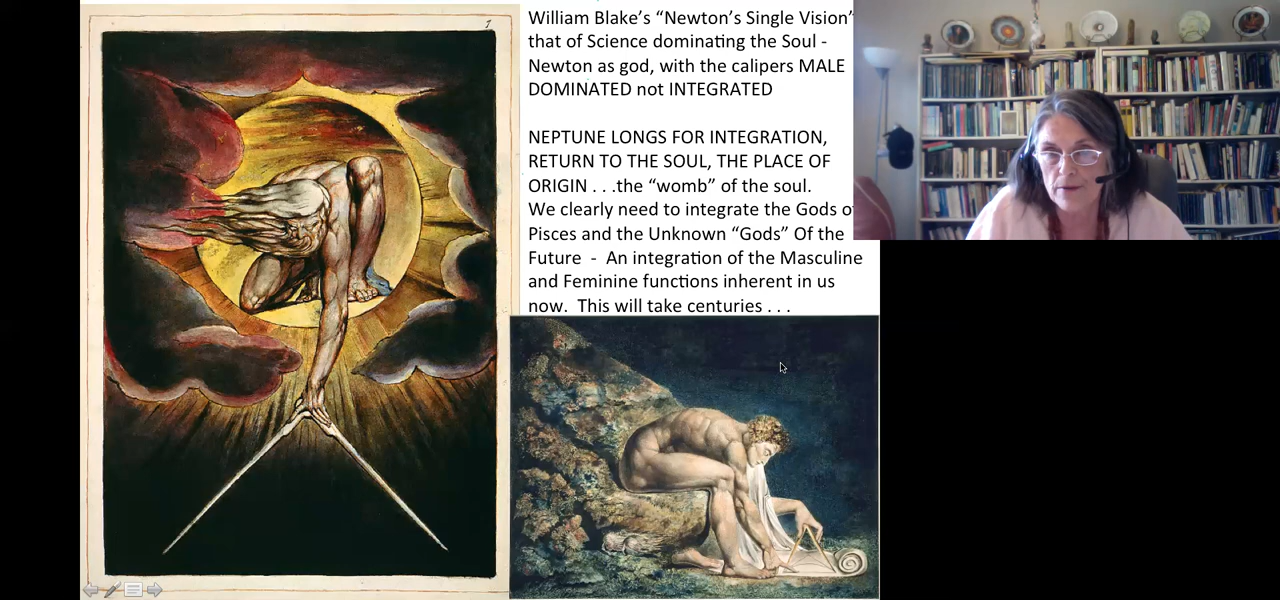 William Blake's "Newton's Single Vision"
that of Science dominating the Soul -
Newton as god, with the calipers MALE
DOMINATED not INTEGRATED
NEPTUNE LONGS FOR INTEGRATION,
RETURN TO THE SOUL, THE PLACE OF
ORIGIN . . .the "womb" of the soul.
We clearly need to integrate the Gods of
Pisces and the Unknown "Gods" Of the
Future - An integration of the Masculine
and Feminine functions inherent in us
now. This will take centuries . . .